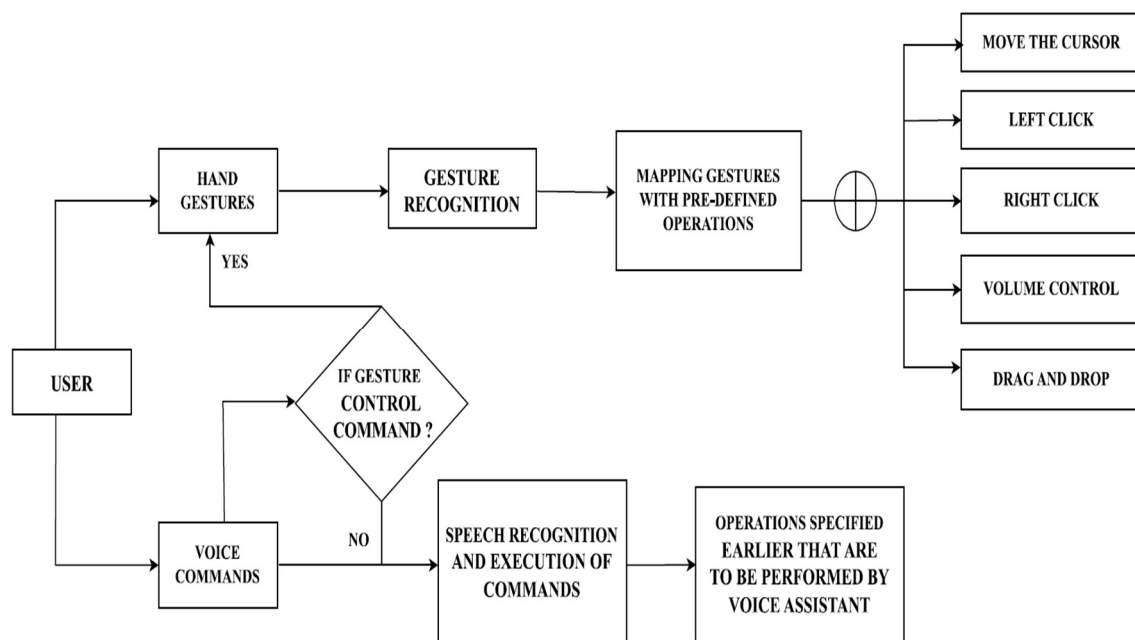 MOVE THE CURSOR
LEFT CLICK
HAND
GESTURES
GESTURE
RECOGNITION
MAPPING GESTURES
WITH PRE-DEFINED
OPERATIONS
RIGHT CLICK
YES
VOLUME CONTROL
USER
IF GESTURE
CONTROL
COMMAND ?
DRAG AND DROP
VOICE
COMMANDS
NO
SPEECH RECOGNITION
AND EXECUTION OF
COMMANDS
OPERATIONS SPECIFIED
EARLIER THAT ARE
TO BE PERFORMED BY
VOICE ASSISTANT